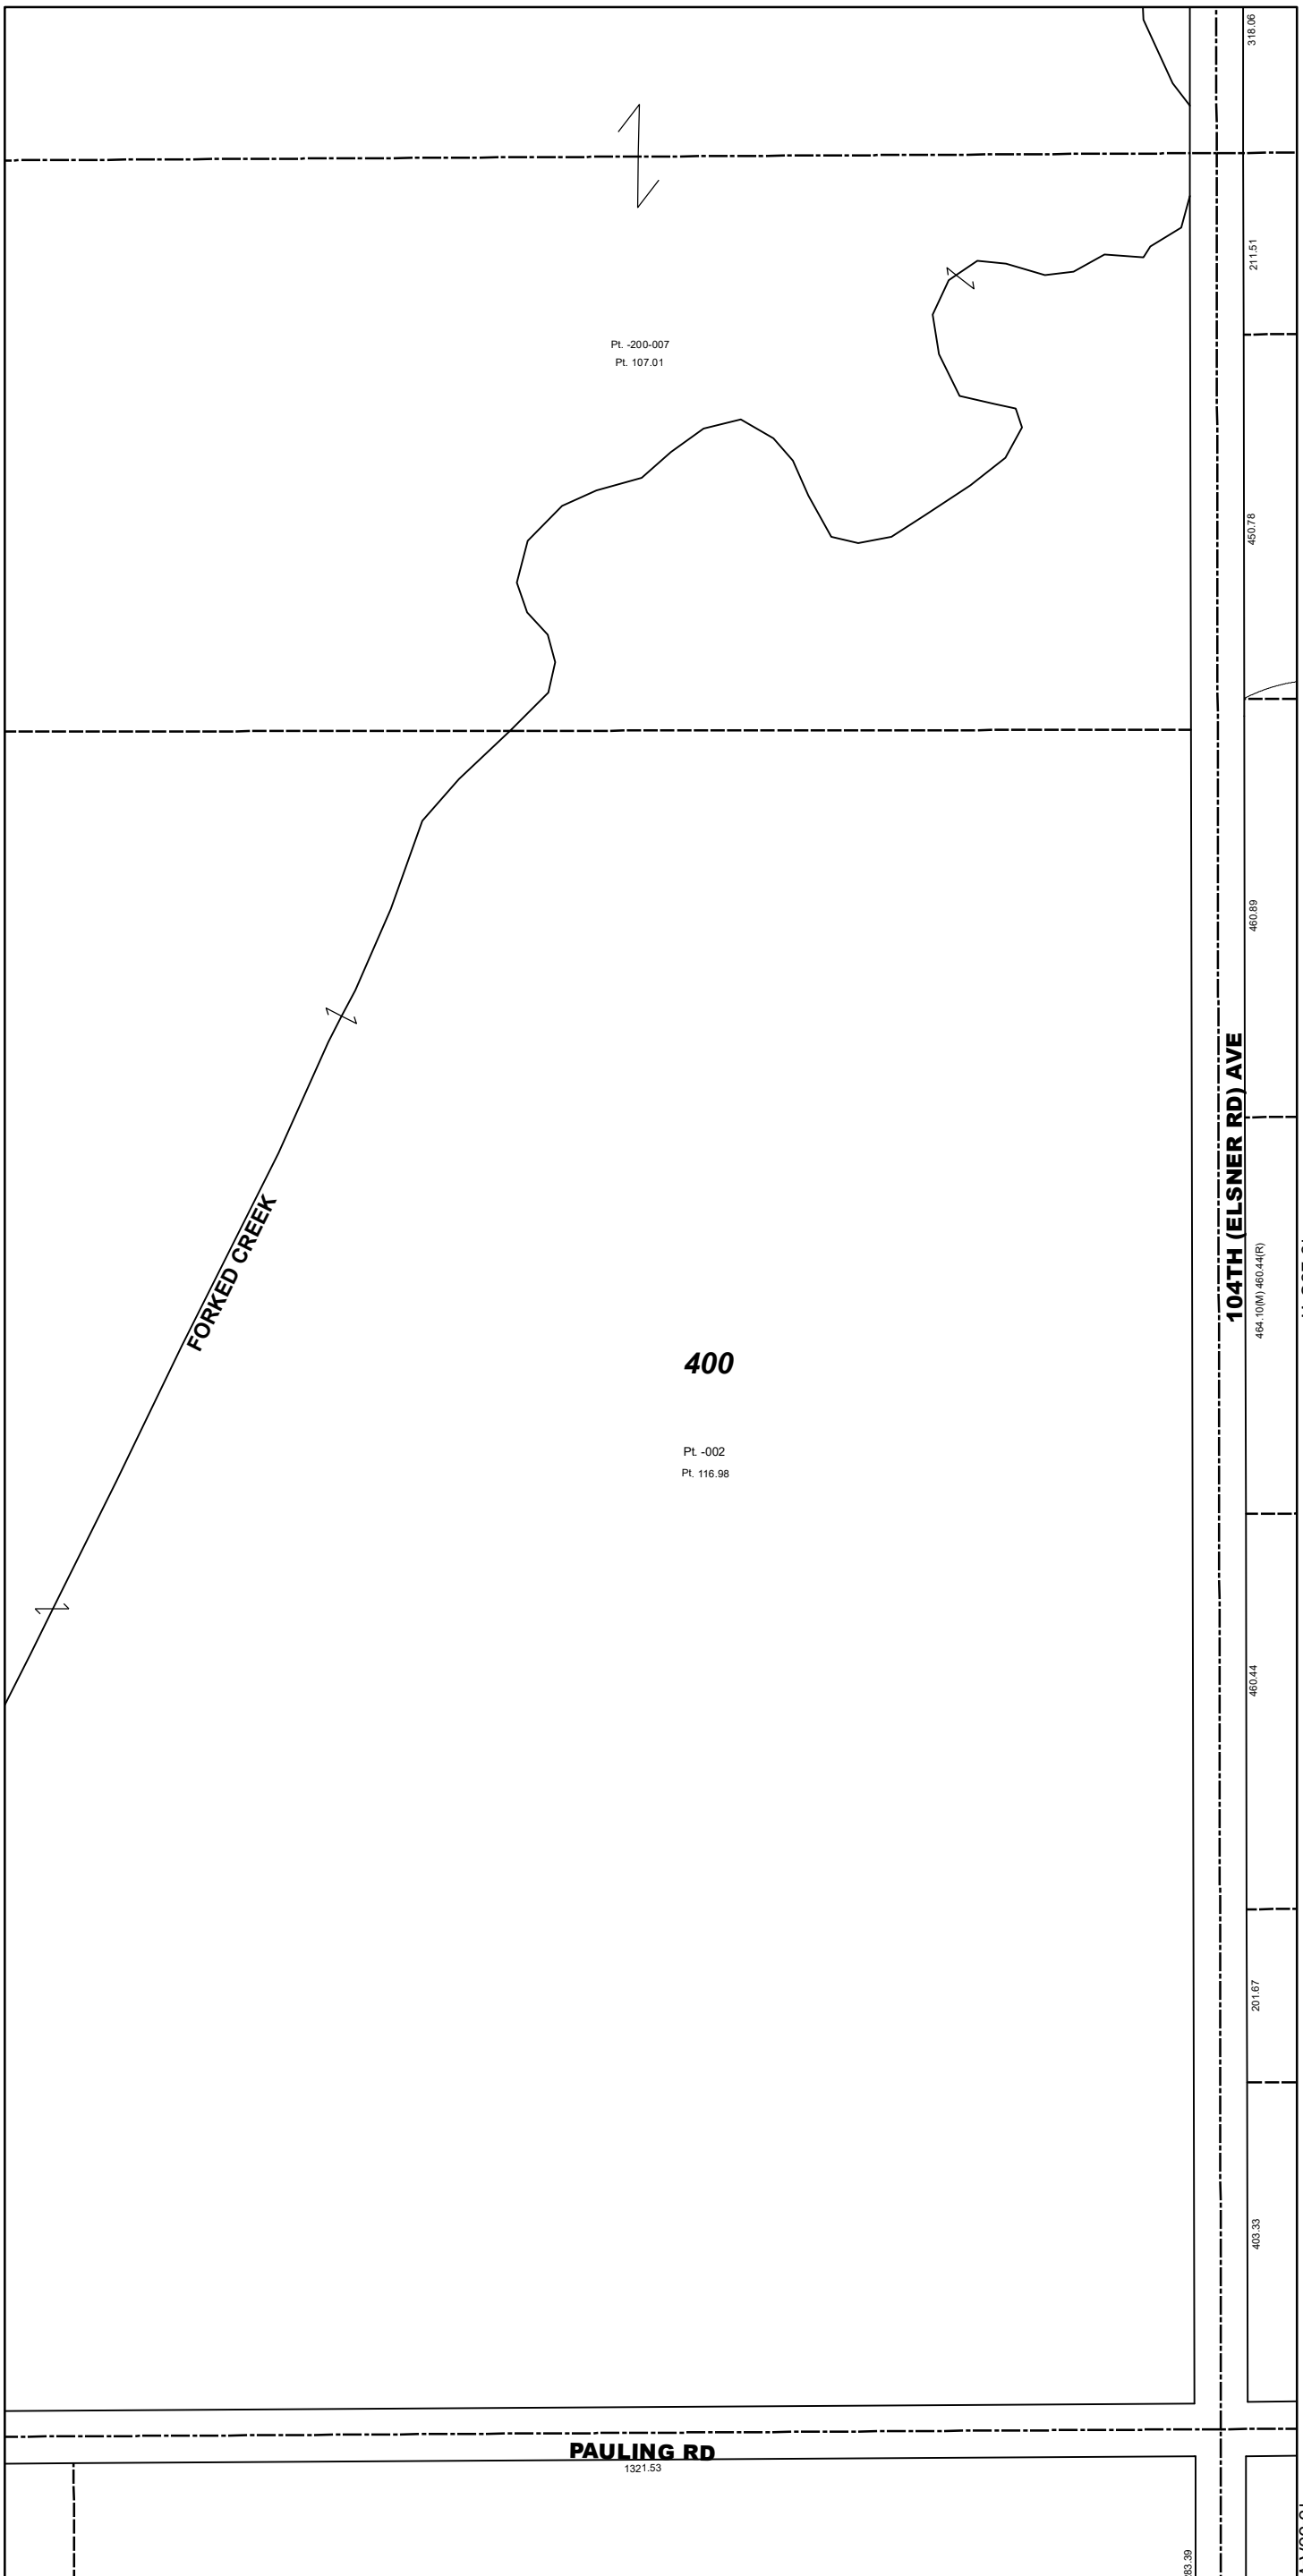 318.06
211.51
Pt. -200-007
Pt. 107.01
450.78
460.89
104TH (ELSNER RD) AVE
FORKED CREEK
464.10(M) 460.44(R)
400
Pt. -002
Pt. 116.98
460.44
201.67
403.33
PAULING RD
1321.53